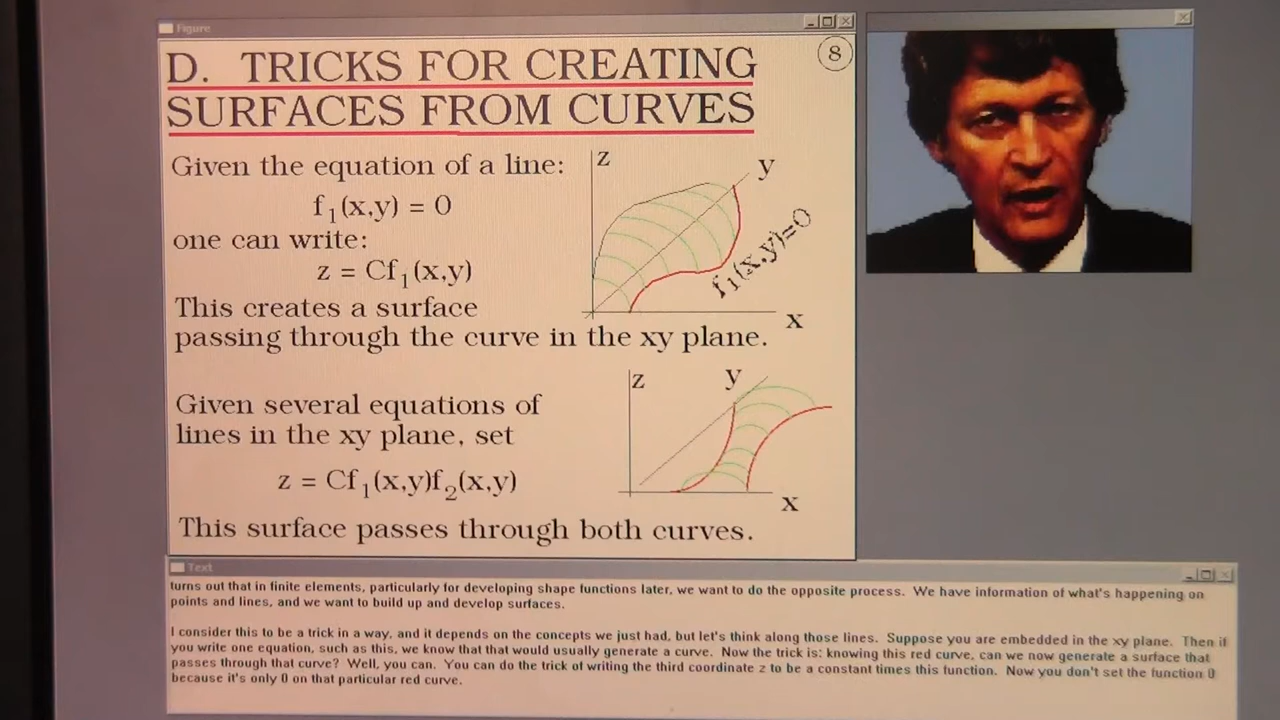 Figure
8
D. TRICKS FOR CREATING
SURFACES FROM CURVES
Given the equation of a line:
f₁(x,y) = 0
one can write:
z = Cf₁(x,y)
This creates a surface
passing through the curve in the xy plane.
z
y
f₁(x,y)=0
x
Given several equations of
lines in the xy plane, set
z = Cf₁(x,y)f₂(x,y)
This surface passes through both curves.
z
y
x
Text
turns out that in finite elements, particularly for developing shape functions later, we want to do the opposite process. We have information of what's happening on
points and lines, and we want to build up and develop surfaces.
I consider this to be a trick in a way, and it depends on the concepts we just had, but let's think along those lines. Suppose you are embedded in the xy plane. Then if
you write one equation, such as this, we know that that would usually generate a curve. Now the trick is: knowing this red curve, can we now generate a surface that
passes through that curve? Well, you can. You can do the trick of writing the third coordinate z to be a constant times this function. Now you don't set the function 0
because it's only 0 on that particular red curve.